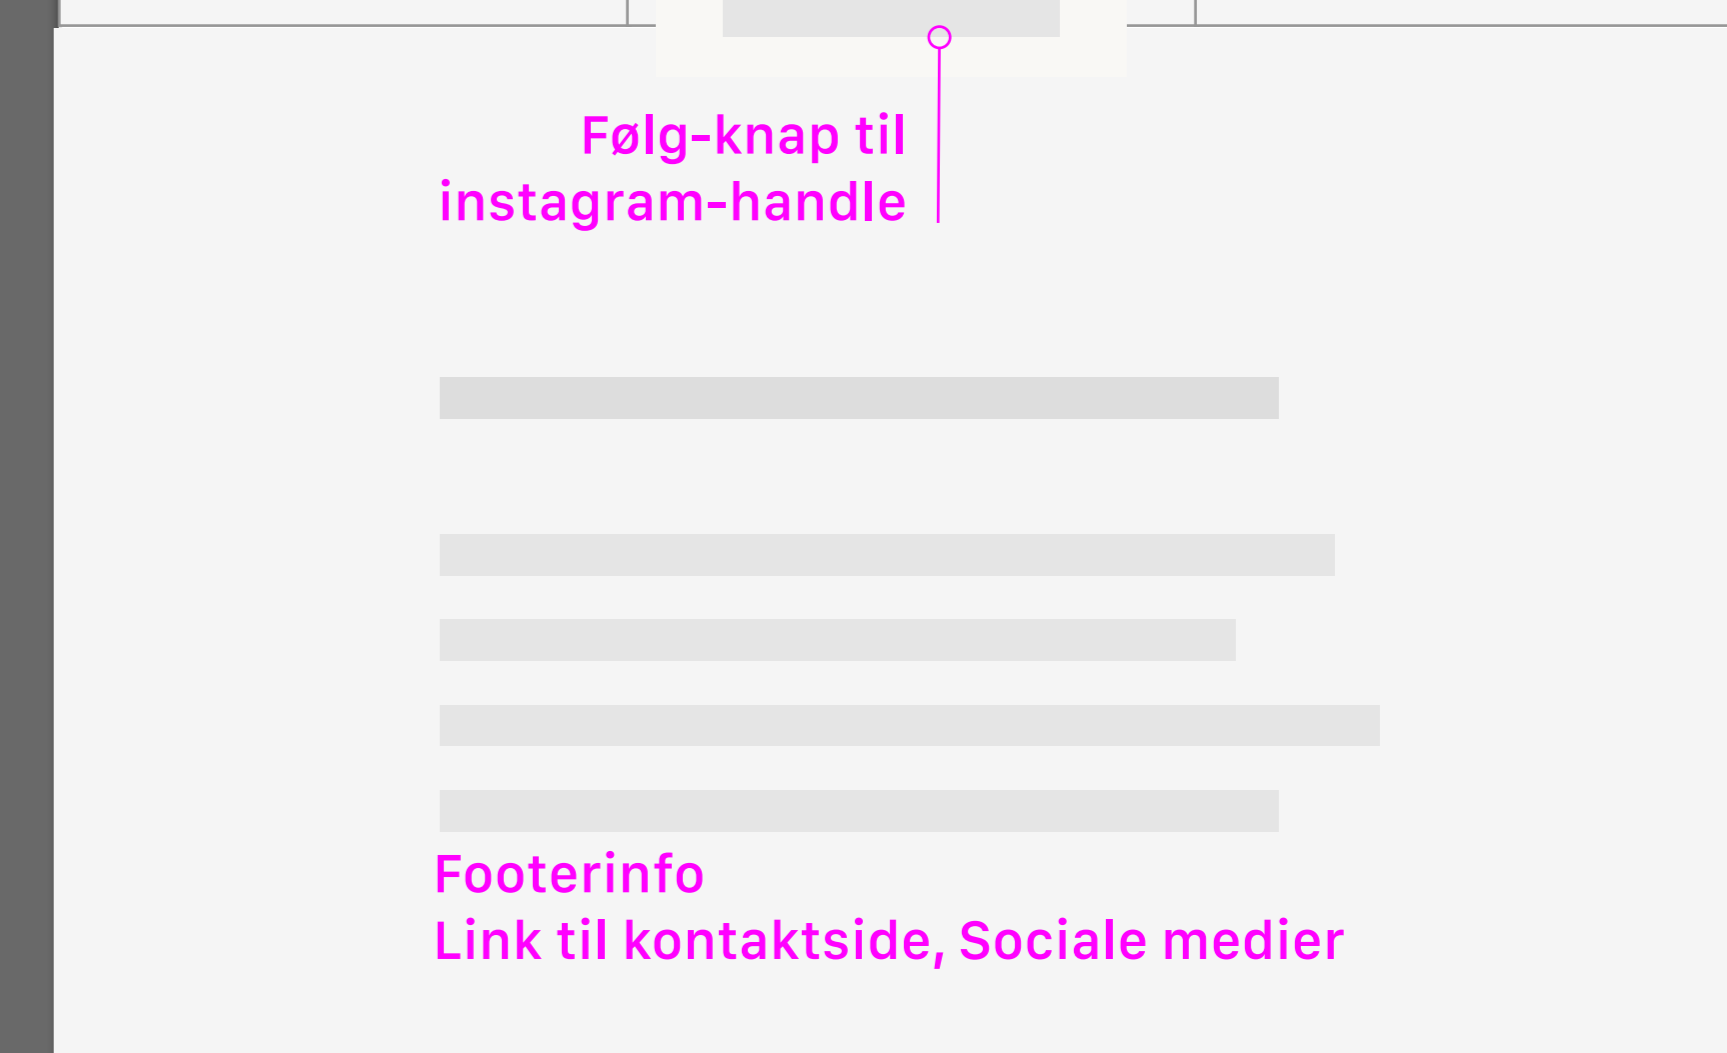 Følg-knap til
instagram-handle
Footerinfo
Link til kontaktside, Sociale medier